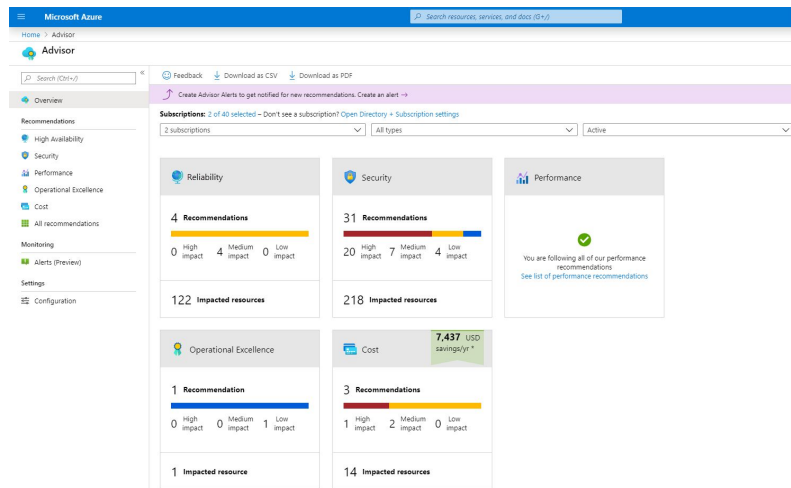 Microsoft Azure
Search resources, services, and docs (G+/)
Home > Advisor
Advisor
Search (Ctrl+/)
«
Overview
Recommendations
High Availability
Security
Performance
Operational Excellence
Cost
All recommendations
Monitoring
Alerts (Preview)
Settings
Configuration
Feedback
Download as CSV
Download as PDF
Create Advisor Alerts to get notified for new recommendations. Create an alert →
Subscriptions: 2 of 40 selected – Don't see a subscription? Open Directory + Subscription settings
2 subscriptions
All types
Active
Reliability
4 Recommendations
0 High impact 4 Medium impact 0 Low impact
122 Impacted resources
Security
31 Recommendations
20 High impact 7 Medium impact 4 Low impact
218 Impacted resources
Performance
You are following all of our performance
recommendations
See list of performance recommendations
Operational Excellence
1 Recommendation
0 High impact 0 Medium impact 1 Low impact
1 Impacted resource
Cost
7,437 USD
savings/yr *
3 Recommendations
1 High impact 2 Medium impact 0 Low impact
14 Impacted resources